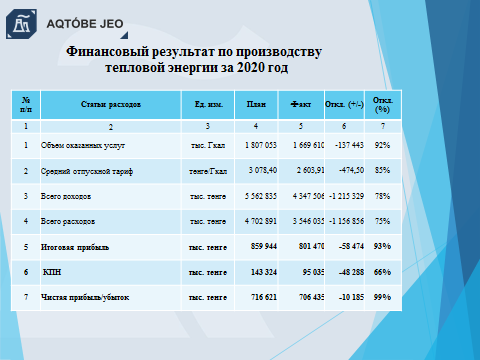 AQTÓBE JEO
Финансовый результат по производству
тепловой энергии за 2020 год
№ п/п Статьи расходов Ед. изм. План Факт Откл. (+/-) Откл. (%)
1 2 3 4 5 6 7
1 Объем оказанных услуг тыс. Гкал 1 807 053 1 669 610 -137 443 92%
2 Средний отпускной тариф тенге/Гкал 3 078,40 2 603,91 -474,50 85%
3 Всего доходов тыс. тенге 5 562 835 4 347 506 -1 215 329 78%
4 Всего расходов тыс. тенге 4 702 891 3 546 035 -1 156 856 75%
5 Итоговая прибыль тыс. тенге 859 944 801 470 -58 474 93%
6 КПН тыс. тенге 143 324 95 035 -48 288 66%
7 Чистая прибыль/убыток тыс. тенге 716 621 706 435 -10 185 99%